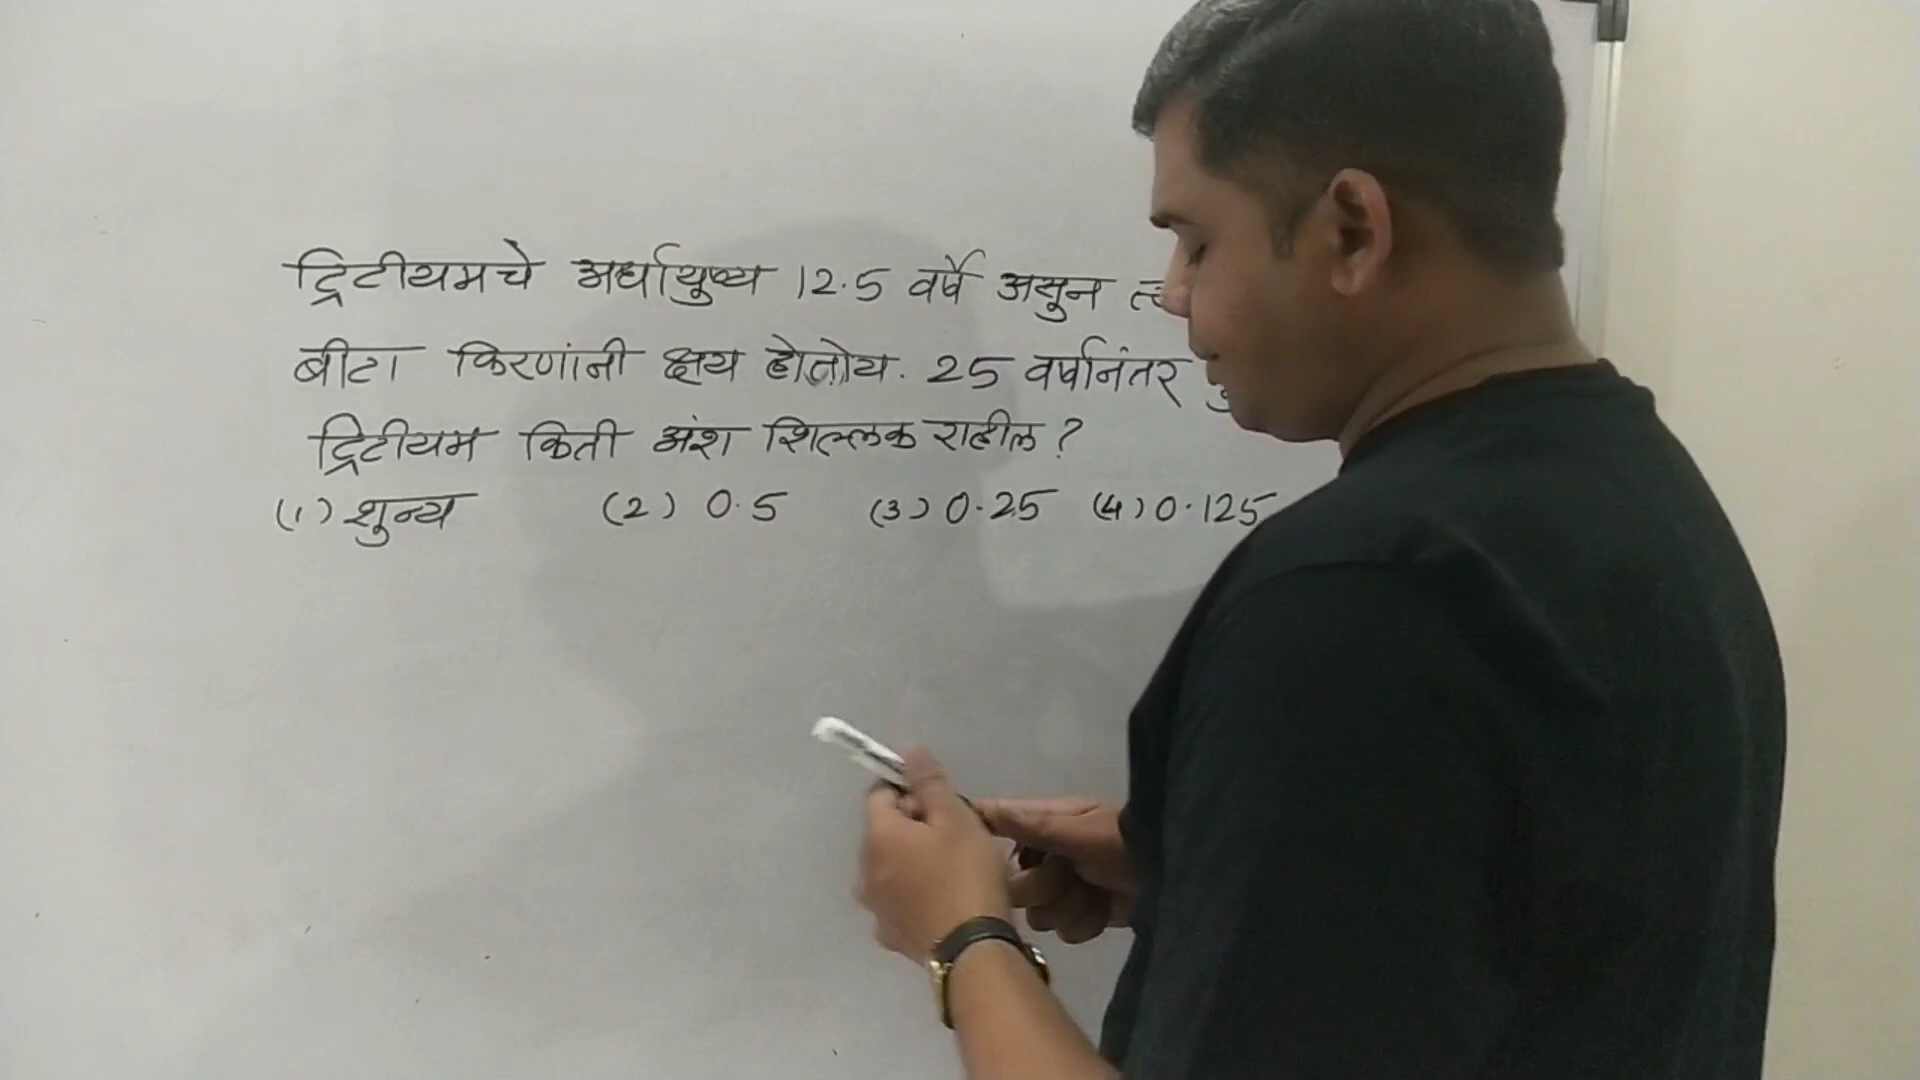 ट्रिटीयमचे अर्धायुष्य 12.5 वर्षे असून
बीटा किरणांनी क्षय होतोय. 25 वर्षानंतर
ट्रिटीयम किती अंश शिल्लक राहील?
(1) शुन्य (2) 0.5 (3) 0.25 (4) 0.125